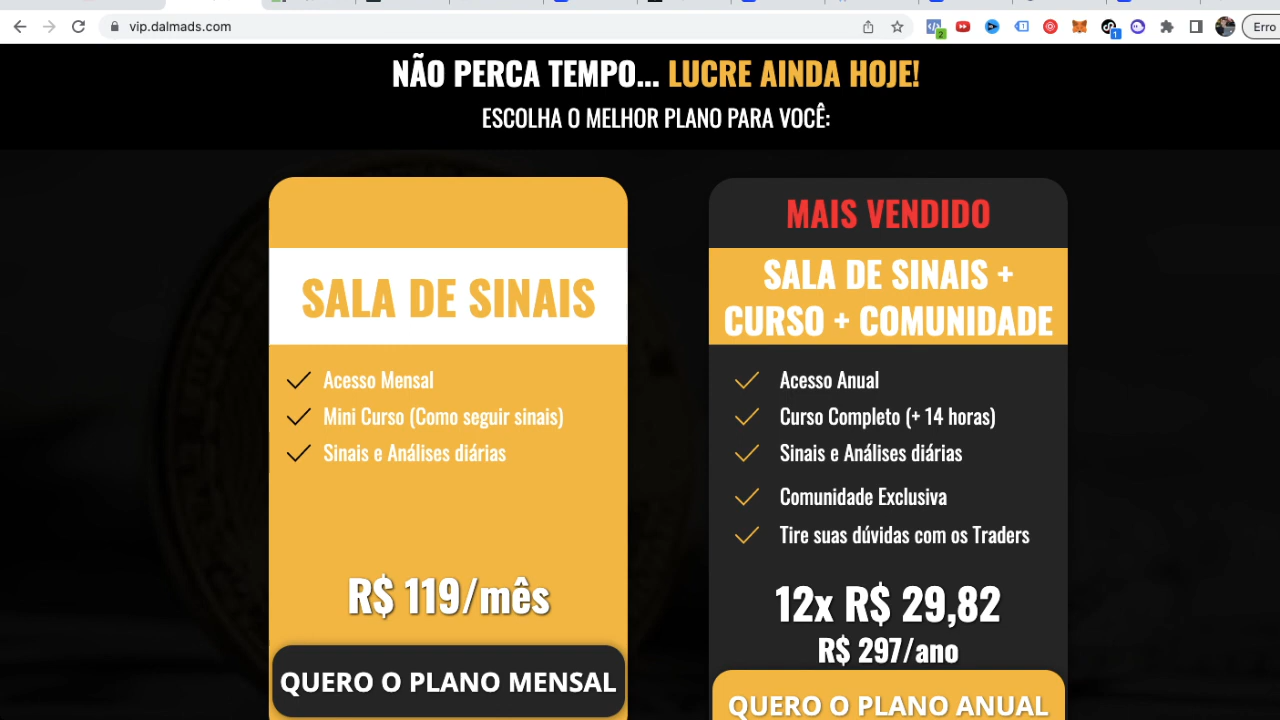 vip.dalmads.com
2
1
1
Erro
NÃO PERCA TEMPO... LUCRE AINDA HOJE!
ESCOLHA O MELHOR PLANO PARA VOCÊ:
SALA DE SINAIS
Acesso Mensal
Mini Curso (Como seguir sinais)
Sinais e Análises diárias
R$ 119/mês
QUERO O PLANO MENSAL
MAIS VENDIDO
SALA DE SINAIS +
CURSO + COMUNIDADE
Acesso Anual
Curso Completo (+ 14 horas)
Sinais e Análises diárias
Comunidade Exclusiva
Tire suas dúvidas com os Traders
12x R$ 29,82
R$ 297/ano
QUERO O PLANO ANUAL